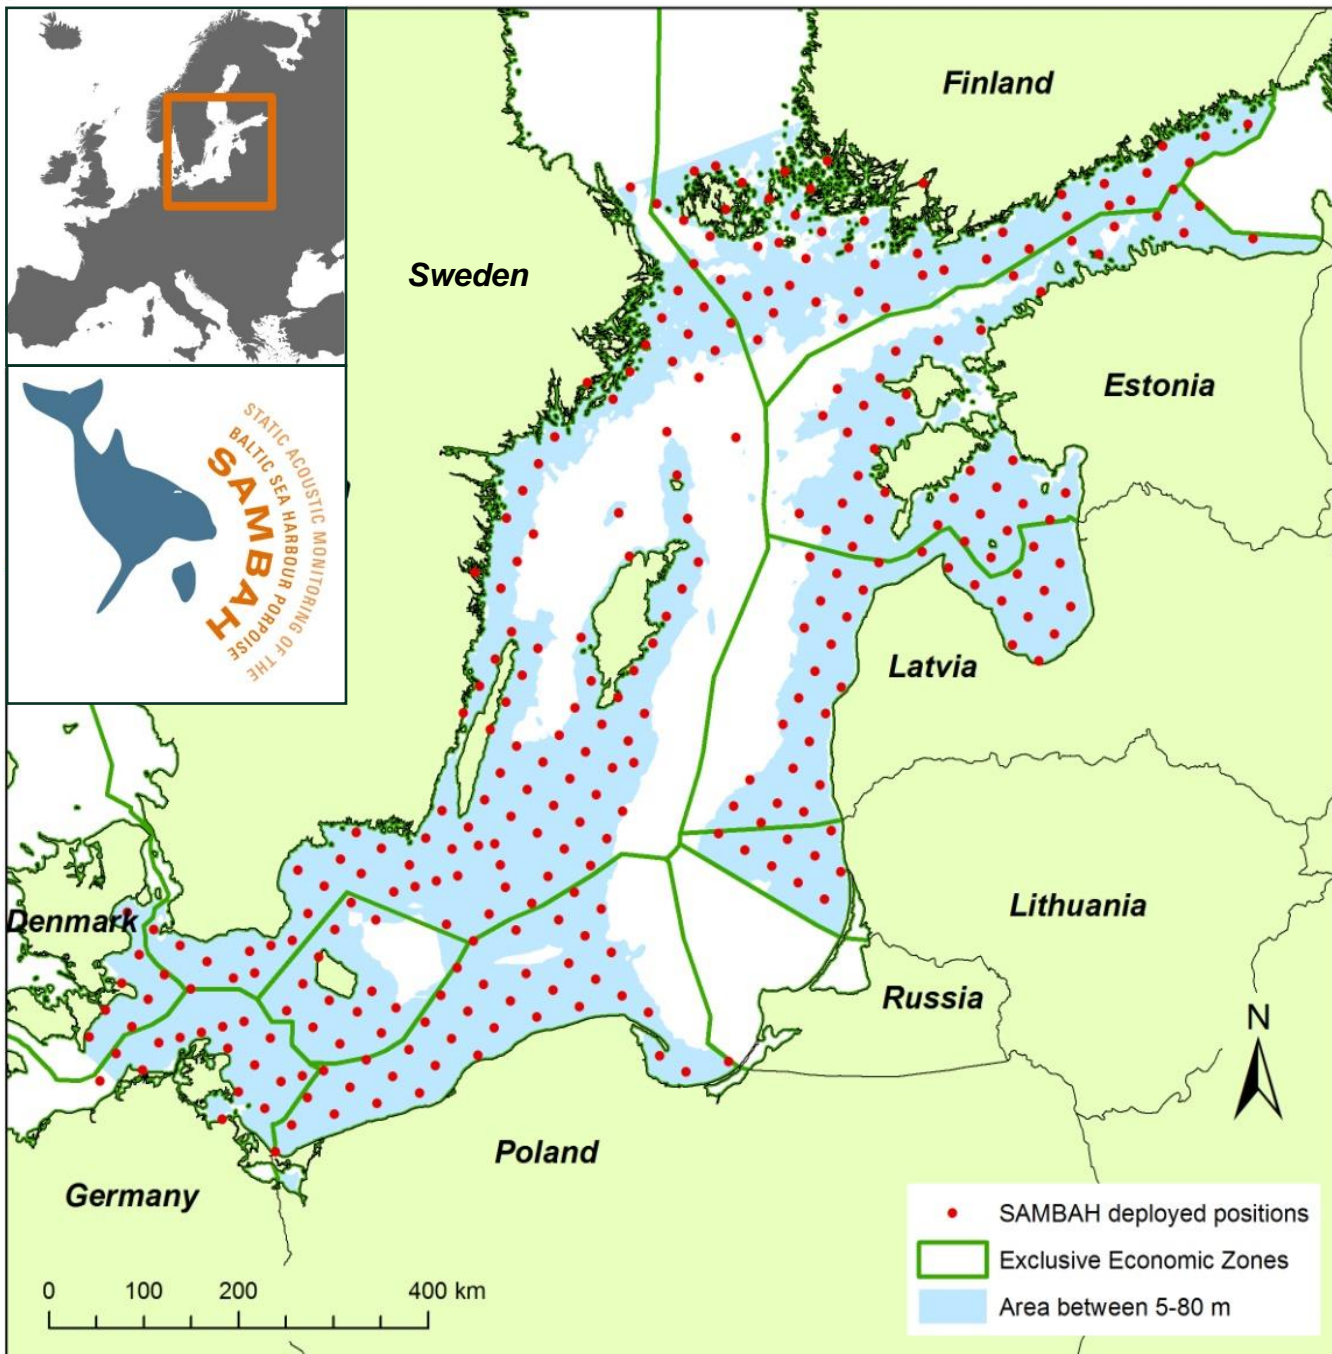 Finland
Sweden
Estonia
STATIC ACOUSTIC MONITORING OF THE
BALTIC SEA HARBOUR PORPOISE
SAMBAH
Latvia
Denmark
Lithuania
Russia
N
Poland
Germany
SAMBAH deployed positions
Exclusive Economic Zones
Area between 5-80 m
0 100 200 400 km